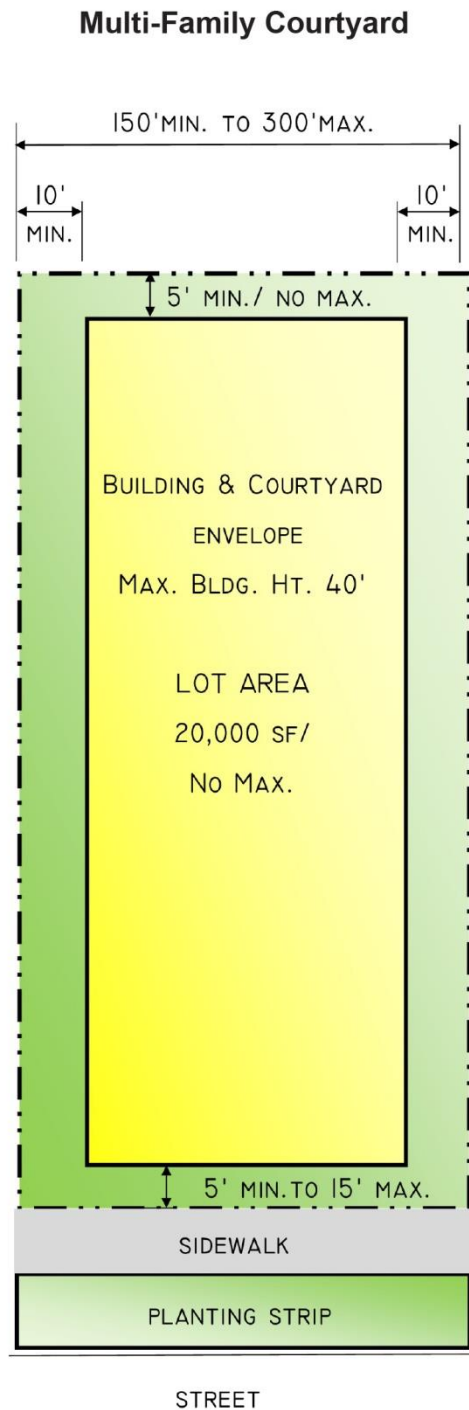 Multi-Family Courtyard
150'MIN. TO 300'MAX.
10'
MIN.
10'
MIN.
5' MIN./ NO MAX.
BUILDING & COURTYARD
ENVELOPE
MAX. BLDG. HT. 40'
LOT AREA
20,000 SF/
NO MAX.
5' MIN.TO 15' MAX.
SIDEWALK
PLANTING STRIP
STREET